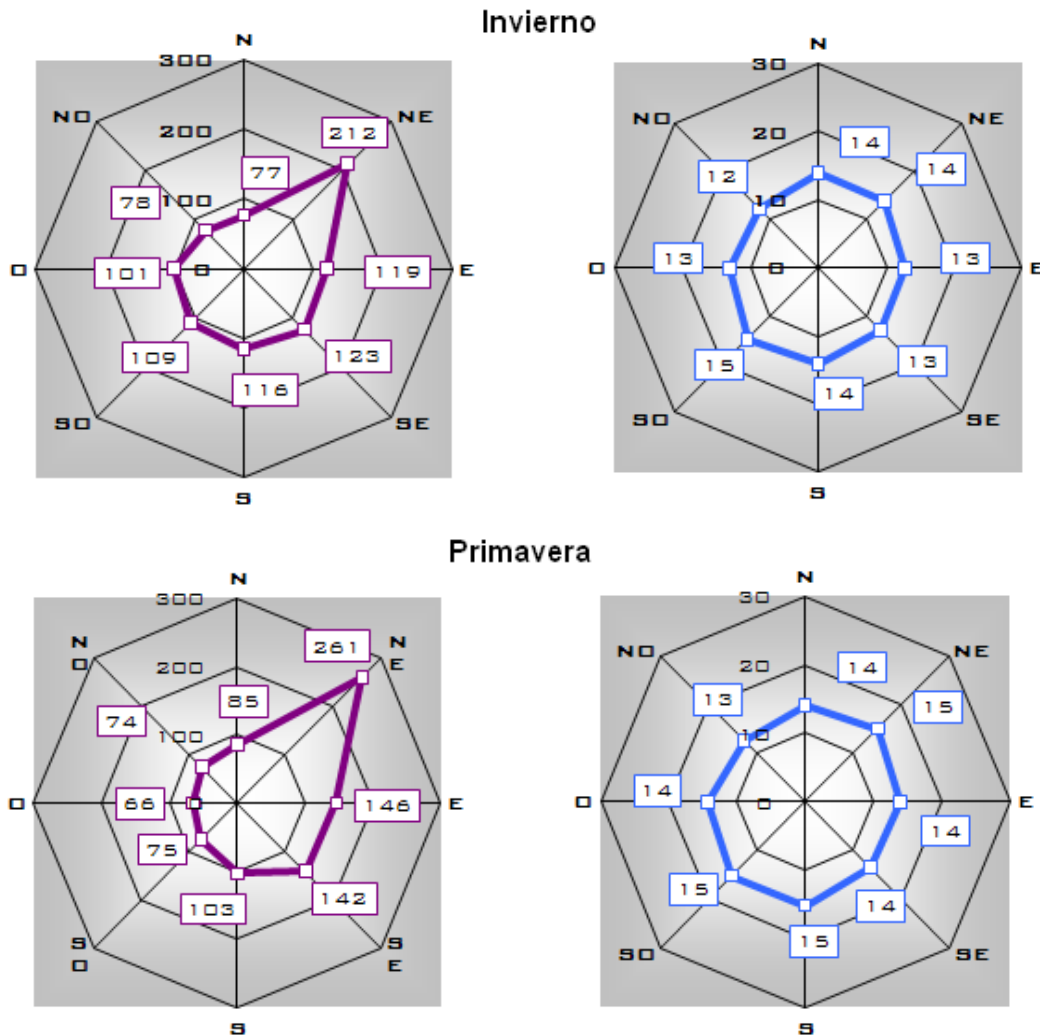 Invierno
N
300
NO
NE
200
212
77
78
100
O
101
0
119
E
109
123
116
SO
SE
S
N
30
NO
NE
20
14
12
14
10
O
13
0
13
E
15
13
14
SO
SE
S
Primavera
N
300
N
O
N
E
261
200
85
74
100
O
66
0
146
E
75
142
103
S
O
S
E
S
N
30
NO
NE
20
14
13
15
10
O
14
0
E
14
15
14
15
SO
SE
S